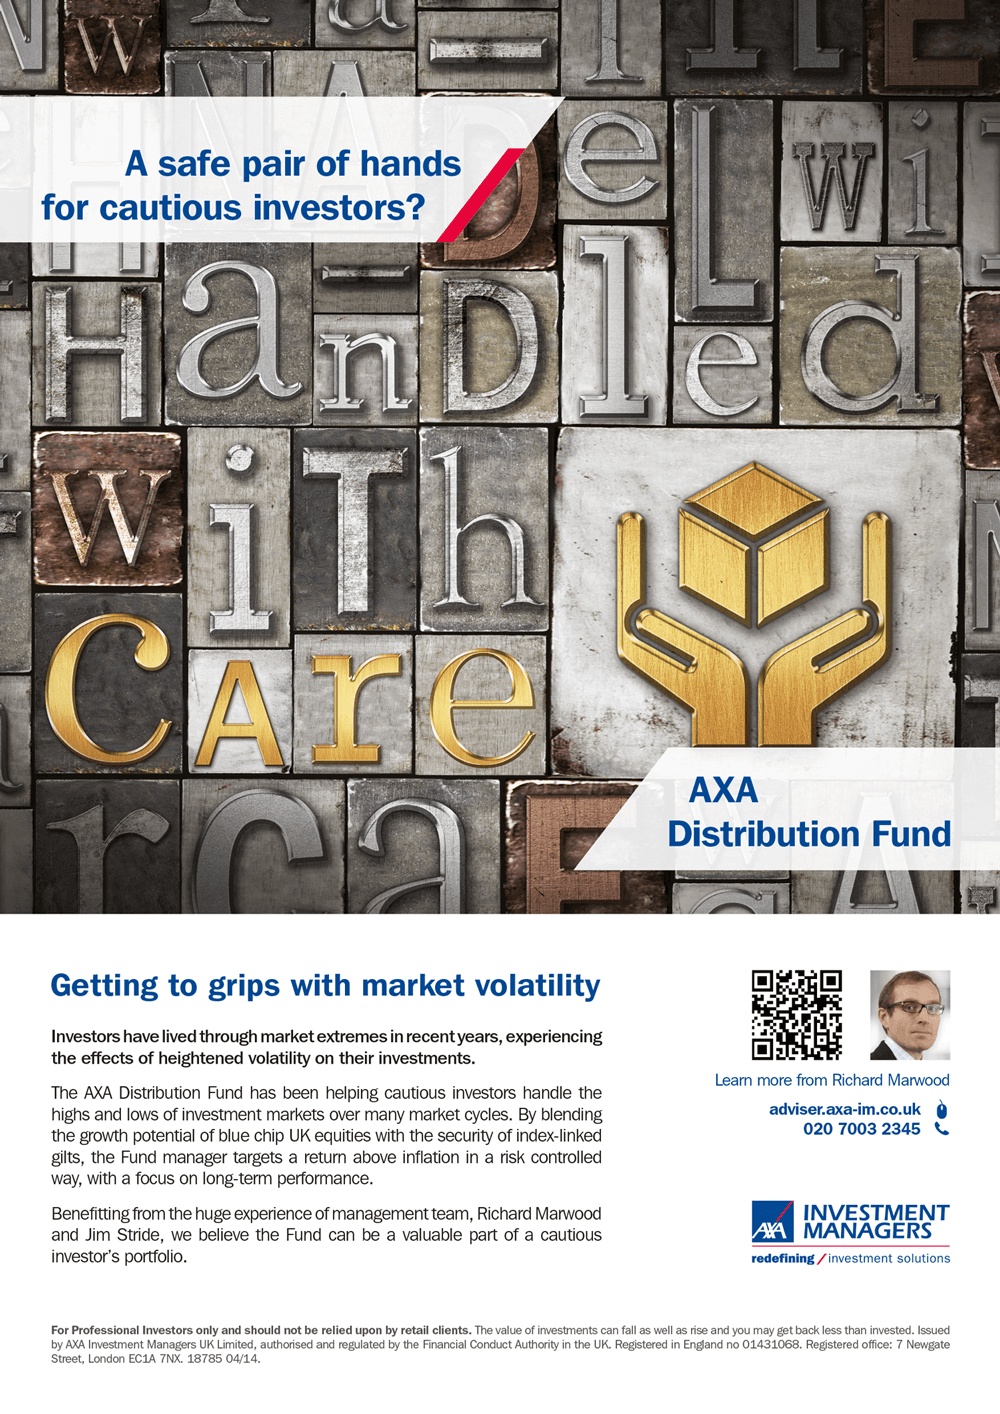 A safe pair of hands
for cautious investors?
HanDled
WiTh
CAre
AXA
Distribution Fund
Getting to grips with market volatility
Investors have lived through market extremes in recent years, experiencing
the effects of heightened volatility on their investments.
The AXA Distribution Fund has been helping cautious investors handle the
highs and lows of investment markets over many market cycles. By blending
the growth potential of blue chip UK equities with the security of index-linked
gilts, the Fund manager targets a return above inflation in a risk controlled
way, with a focus on long-term performance.
Benefitting from the huge experience of management team, Richard Marwood
and Jim Stride, we believe the Fund can be a valuable part of a cautious
investor's portfolio.
Learn more from Richard Marwood
adviser.axa-im.co.uk
020 7003 2345
AXA INVESTMENT
MANAGERS
redefining / investment solutions
For Professional Investors only and should not be relied upon by retail clients. The value of investments can fall as well as rise and you may get back less than invested. Issued
by AXA Investment Managers UK Limited, authorised and regulated by the Financial Conduct Authority in the UK. Registered in England no 01431068. Registered office: 7 Newgate
Street, London EC1A 7NX. 18785 04/14.